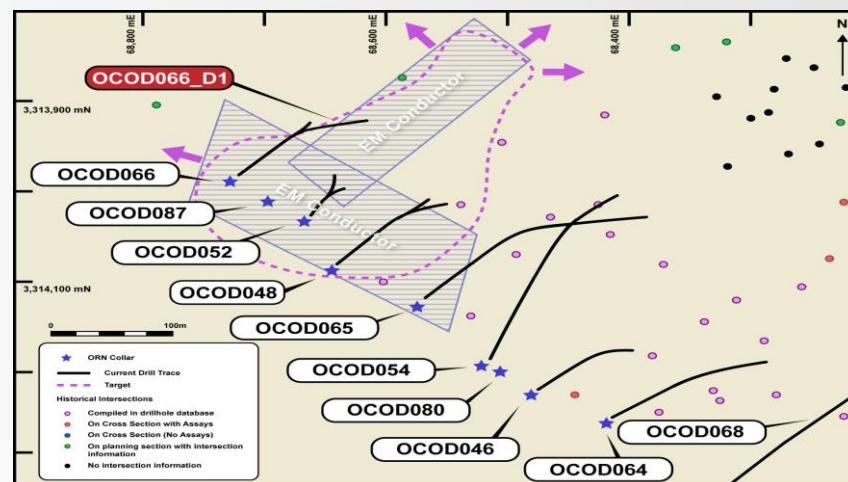 68,800 mE
68,600 mE
68,400 mE
N
OCOD066_D1
EM Conductor
3,313,900 mN
OCOD066
EM Conductor
OCOD087
OCOD052
OCOD048
3,314,100 mN
OCOD065
0 100m
OCOD054
OCOD080
OCOD046
OCOD068
OCOD064
ORN Collar
Current Drill Trace
Target
Historical Intersections
Compiled in drillhole database
On Cross Section with Assays
On Cross Section (No Assays)
On planning section with intersection
information
No intersection information